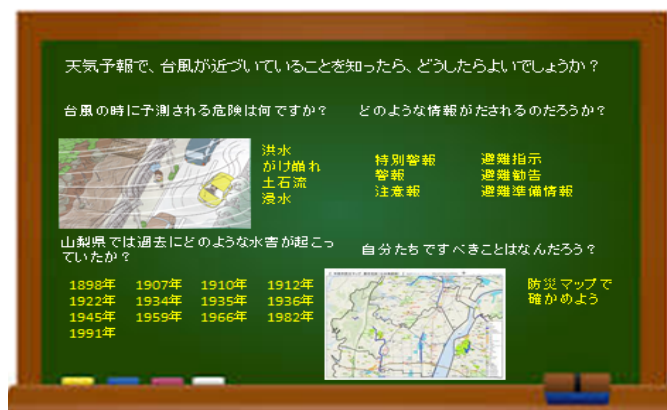 天気予報で、台風が近づいていることを知ったら、どうしたらよいでしょうか？
台風の時に予測される危険は何ですか？
洪水
がけ崩れ
土石流
浸水
どのような情報がだされるのだろうか？
特別警報
警報
注意報
避難指示
避難勧告
避難準備情報
山梨県では過去にどのような水害が起こっ
ていたか？
1898年 1907年 1910年 1912年
1922年 1934年 1935年 1936年
1945年 1959年 1966年 1982年
1991年
自分たちですべきことはなんだろう？
防災マップで
確かめよう